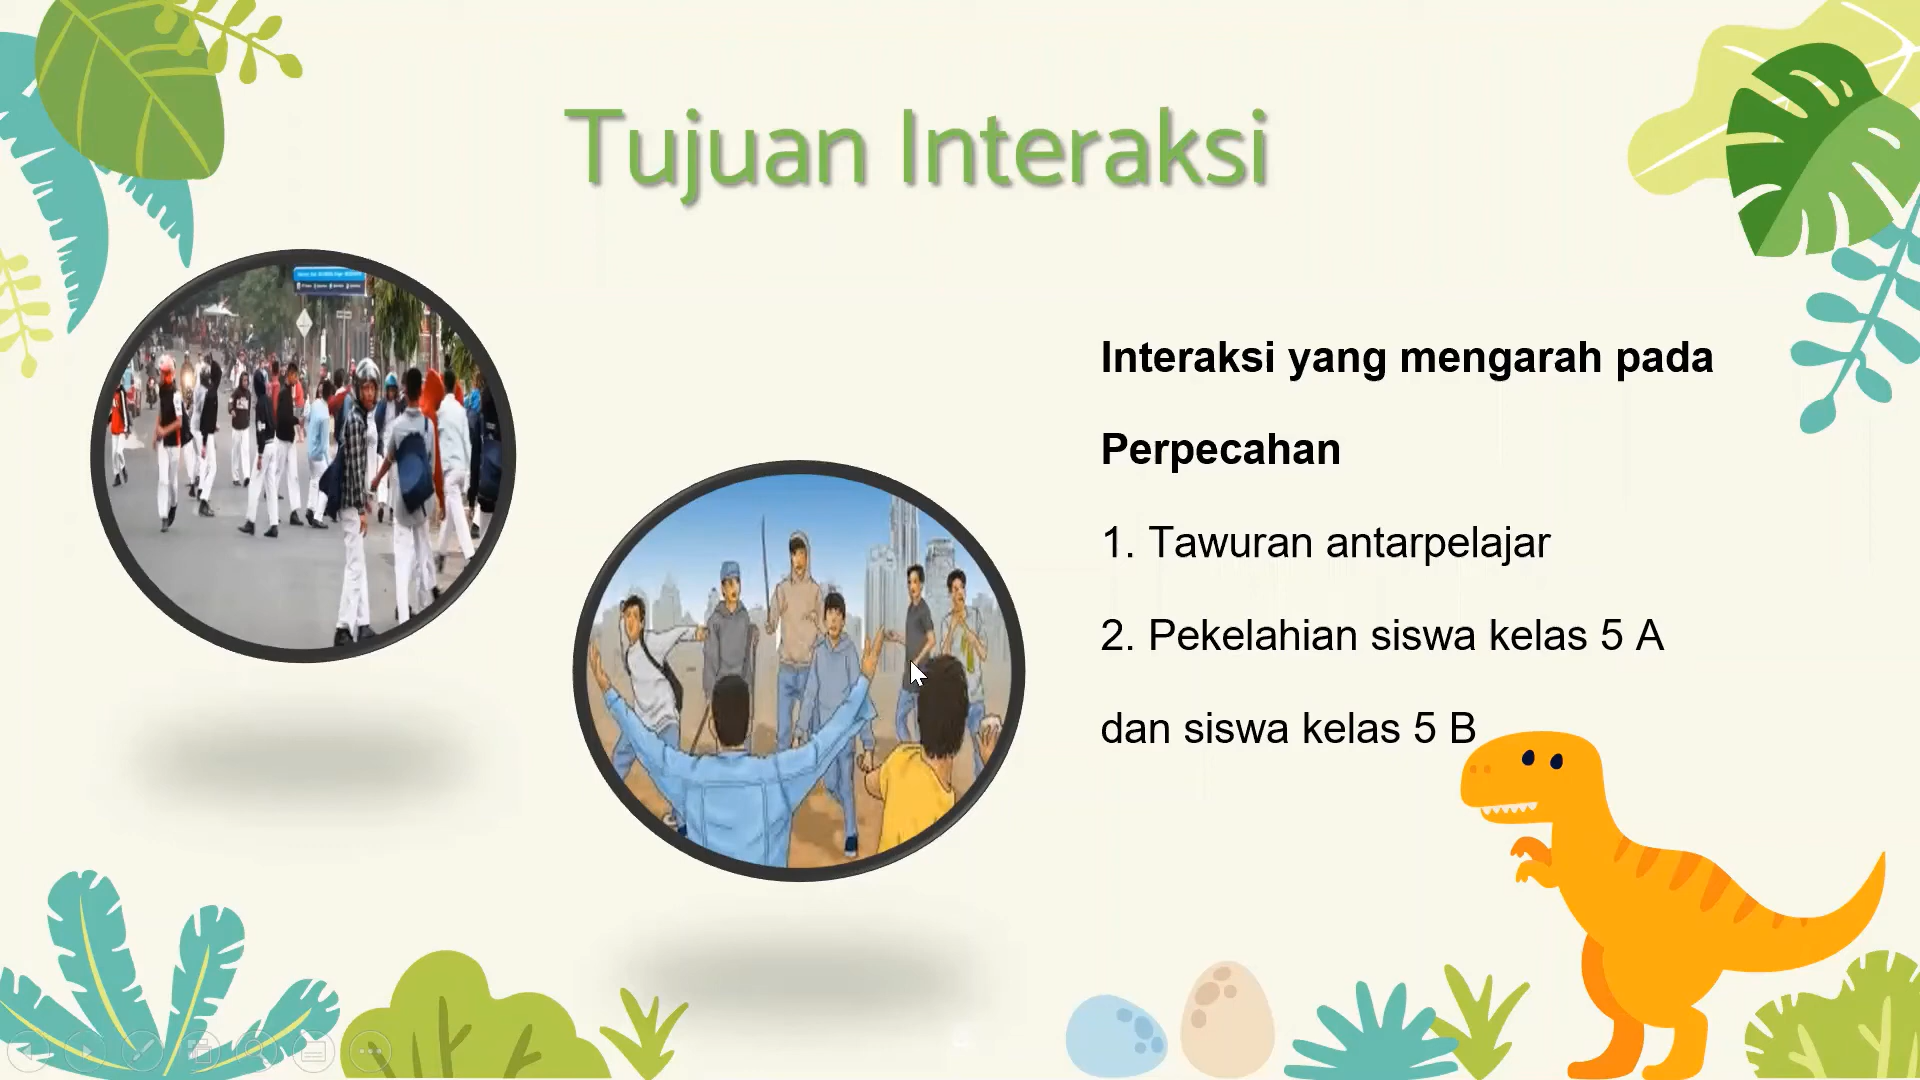 Tujuan Interaksi
Interaksi yang mengarah pada
Perpecahan
1. Tawuran antarpelajar
2. Pekelahian siswa kelas 5 A
dan siswa kelas 5 B